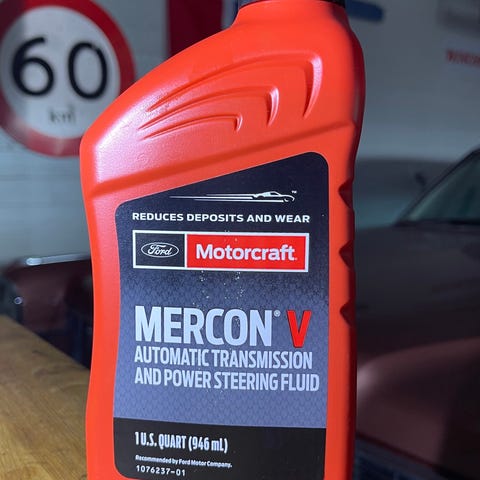 60
REDUCES DEPOSITS AND WEAR
Ford Motorcraft
MERCON® V
AUTOMATIC TRANSMISSION
AND POWER STEERING FLUID
1 U.S. QUART (946 mL)
Recommended by Ford Motor Company.
1076237-01